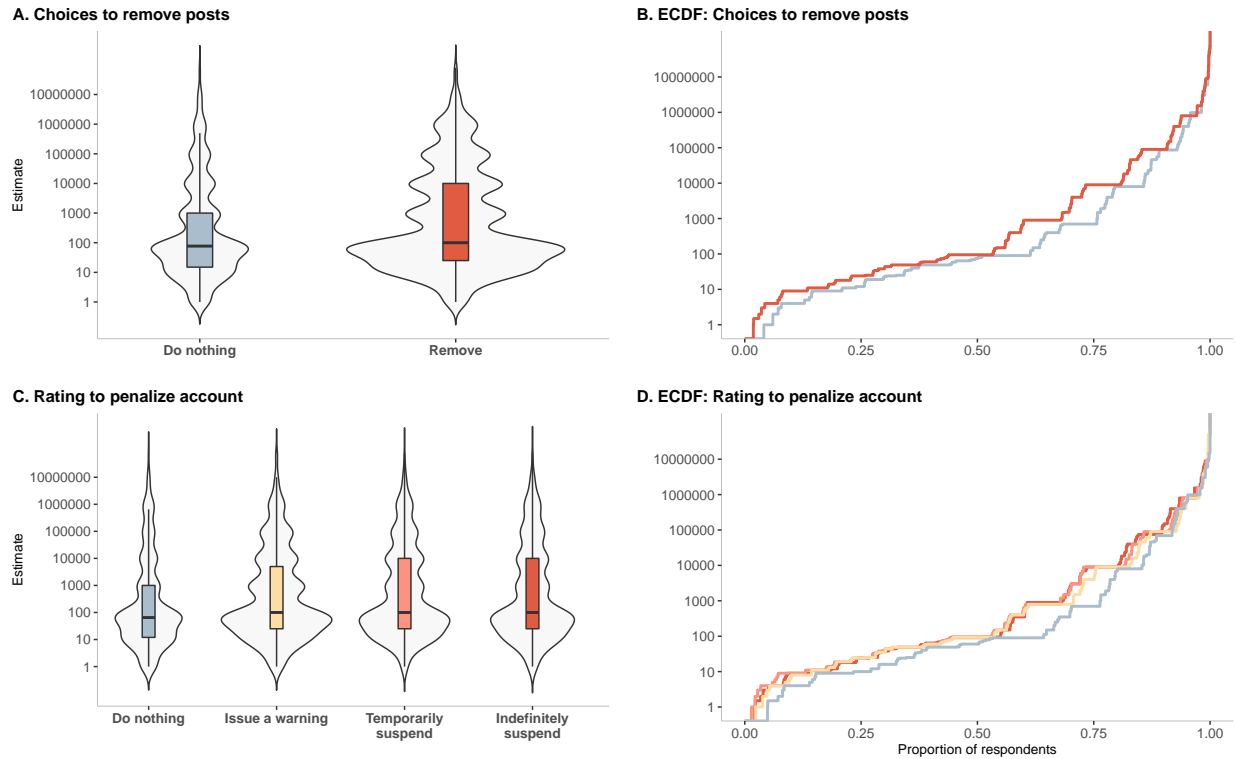 A. Choices to remove posts
Estimate
10000000
1000000
100000
10000
1000
100
10
1
Do nothing
Remove
B. ECDF: Choices to remove posts
10000000
1000000
100000
10000
1000
100
10
1
0.00
0.25
0.50
0.75
1.00
C. Rating to penalize account
Estimate
10000000
1000000
100000
10000
1000
100
10
1
Do nothing
Issue a warning
Temporarily
suspend
Indefinitely
suspend
D. ECDF: Rating to penalize account
10000000
1000000
100000
10000
1000
100
10
1
0.00
0.25
0.50
0.75
1.00
Proportion of respondents